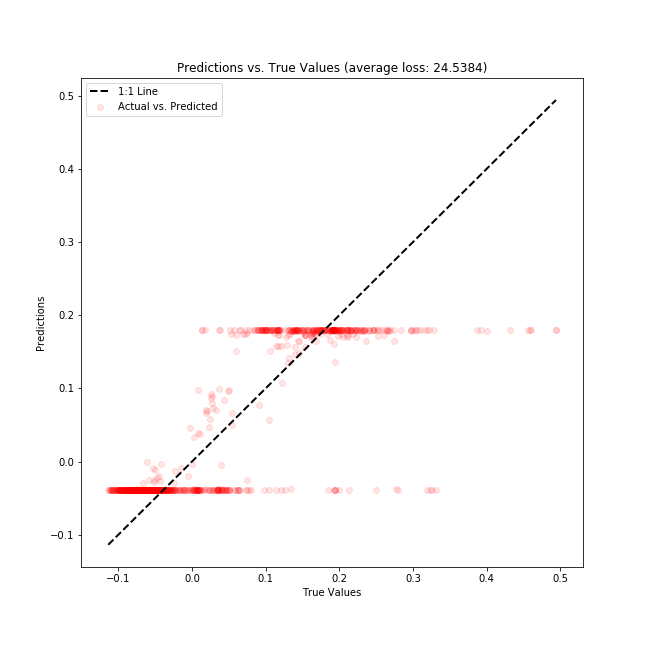 Predictions vs. True Values (average loss: 24.5384)
1:1 Line
Actual vs. Predicted
0.5
0.4
0.3
0.2
0.1
0.0
−0.1
Predictions
−0.1 0.0 0.1 0.2 0.3 0.4 0.5
True Values